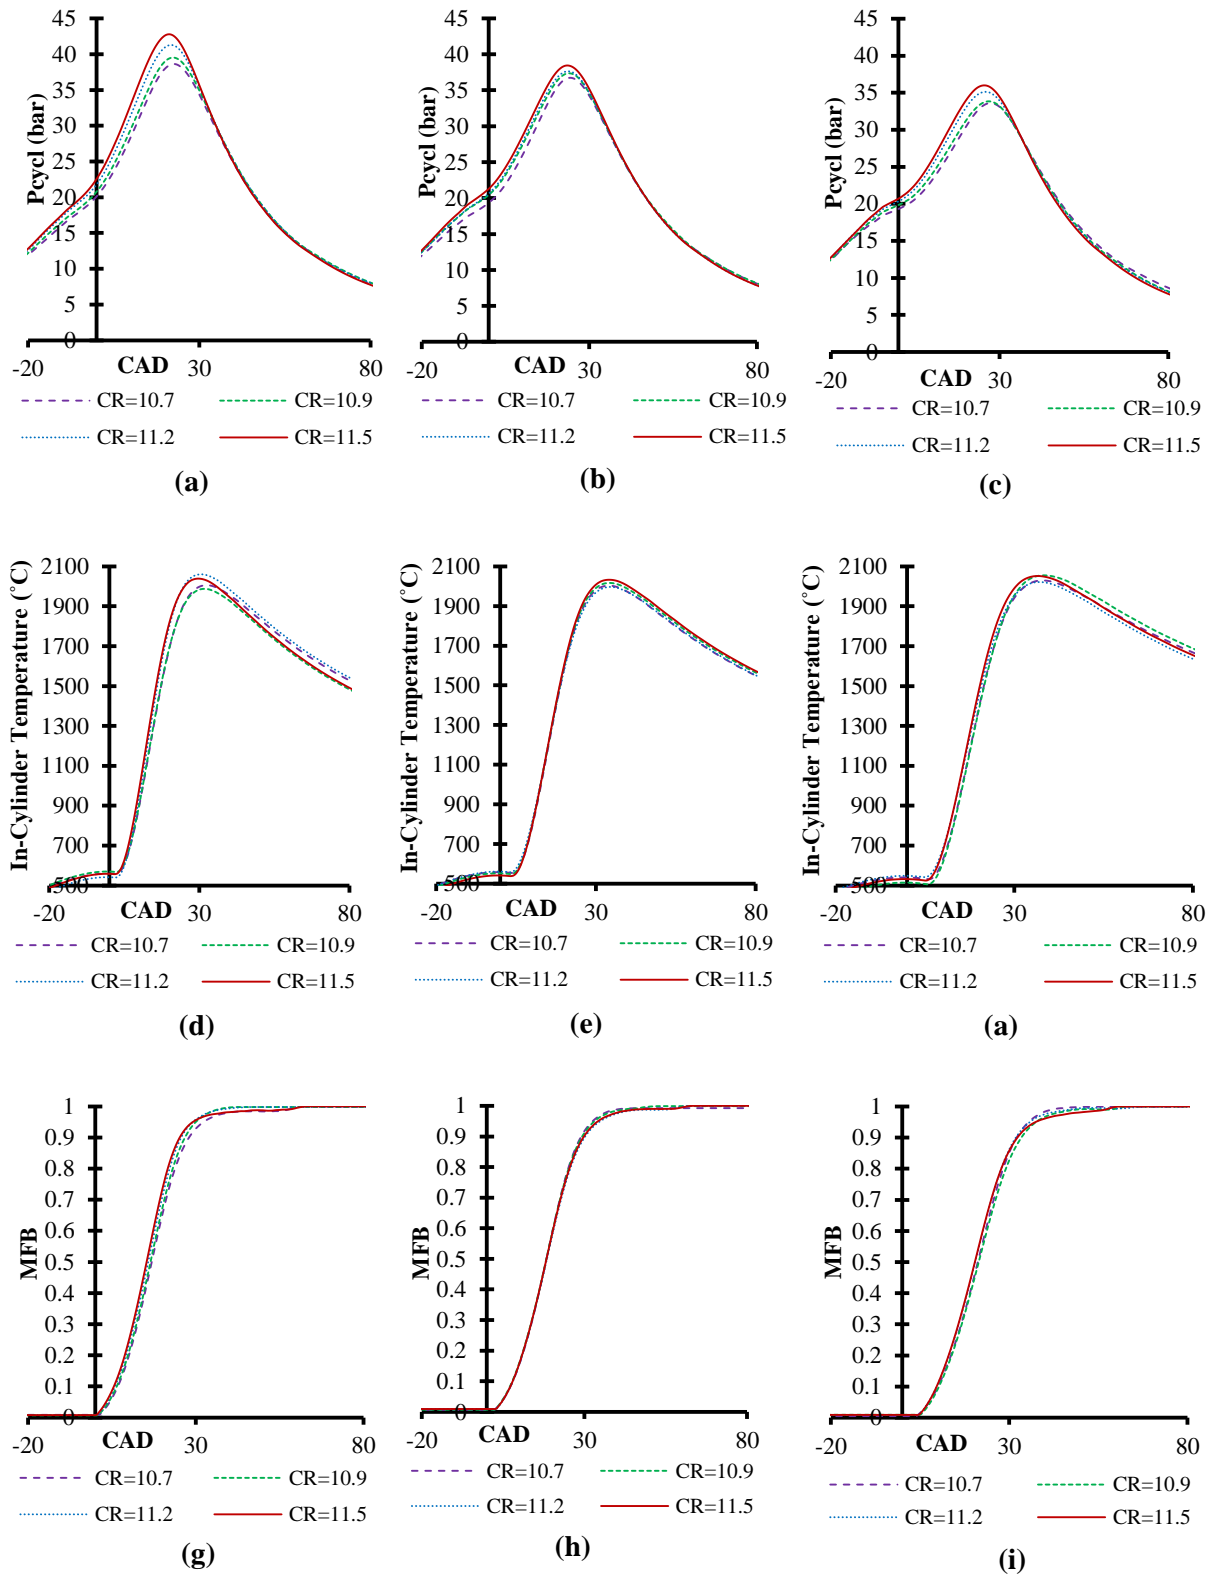 45
40
35
30
25
20
15
10
5
0
Pcycl (bar)
-20 CAD 30 80
CR=10.7 CR=10.9
CR=11.2 CR=11.5
(a)
45
40
35
30
25
20
15
10
5
0
Pcycl (bar)
-20 CAD 30 80
CR=10.7 CR=10.9
CR=11.2 CR=11.5
(b)
45
40
35
30
25
20
15
10
5
0
Pcycl (bar)
-20 CAD 30 80
CR=10.7 CR=10.9
CR=11.2 CR=11.5
(c)
2100
1900
1700
1500
1300
1100
900
700
500
In-Cylinder Temperature (˚C)
-20 CAD 30 80
CR=10.7 CR=10.9
CR=11.2 CR=11.5
(d)
2100
1900
1700
1500
1300
1100
900
700
500
In-Cylinder Temperature (˚C)
-20 CAD 30 80
CR=10.7 CR=10.9
CR=11.2 CR=11.5
(e)
2100
1900
1700
1500
1300
1100
900
700
500
In-Cylinder Temperature (˚C)
-20 CAD 30 80
CR=10.7 CR=10.9
CR=11.2 CR=11.5
(a)
1
0.9
0.8
0.7
0.6
0.5
0.4
0.3
0.2
0.1
0
MFB
-20 CAD 30 80
CR=10.7 CR=10.9
CR=11.2 CR=11.5
(g)
1
0.9
0.8
0.7
0.6
0.5
0.4
0.3
0.2
0.1
0
MFB
-20 CAD 30 80
CR=10.7 CR=10.9
CR=11.2 CR=11.5
(h)
1
0.9
0.8
0.7
0.6
0.5
0.4
0.3
0.2
0.1
0
MFB
-20 CAD 30 80
CR=10.7 CR=10.9
CR=11.2 CR=11.5
(i)